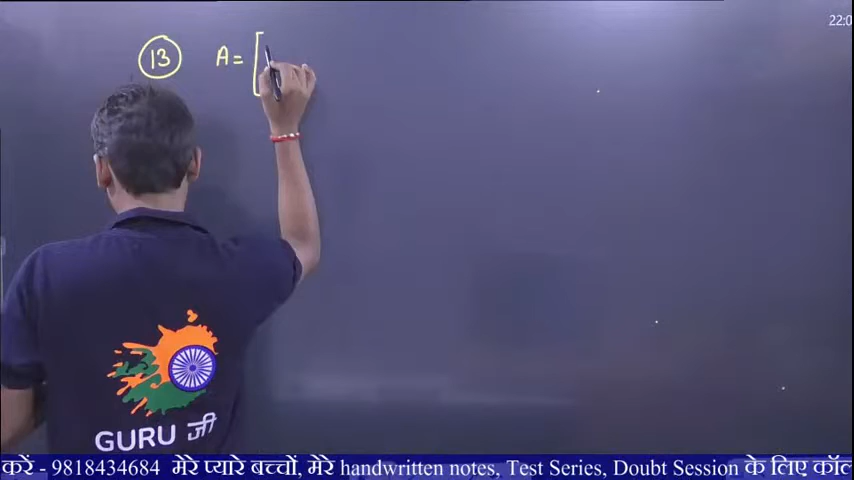 22:0
13 A = [
GURU जी
करें - 9818434684 मेरे प्यारे बच्चों, मेरे handwritten notes, Test Series, Doubt Session के लिए कॉल